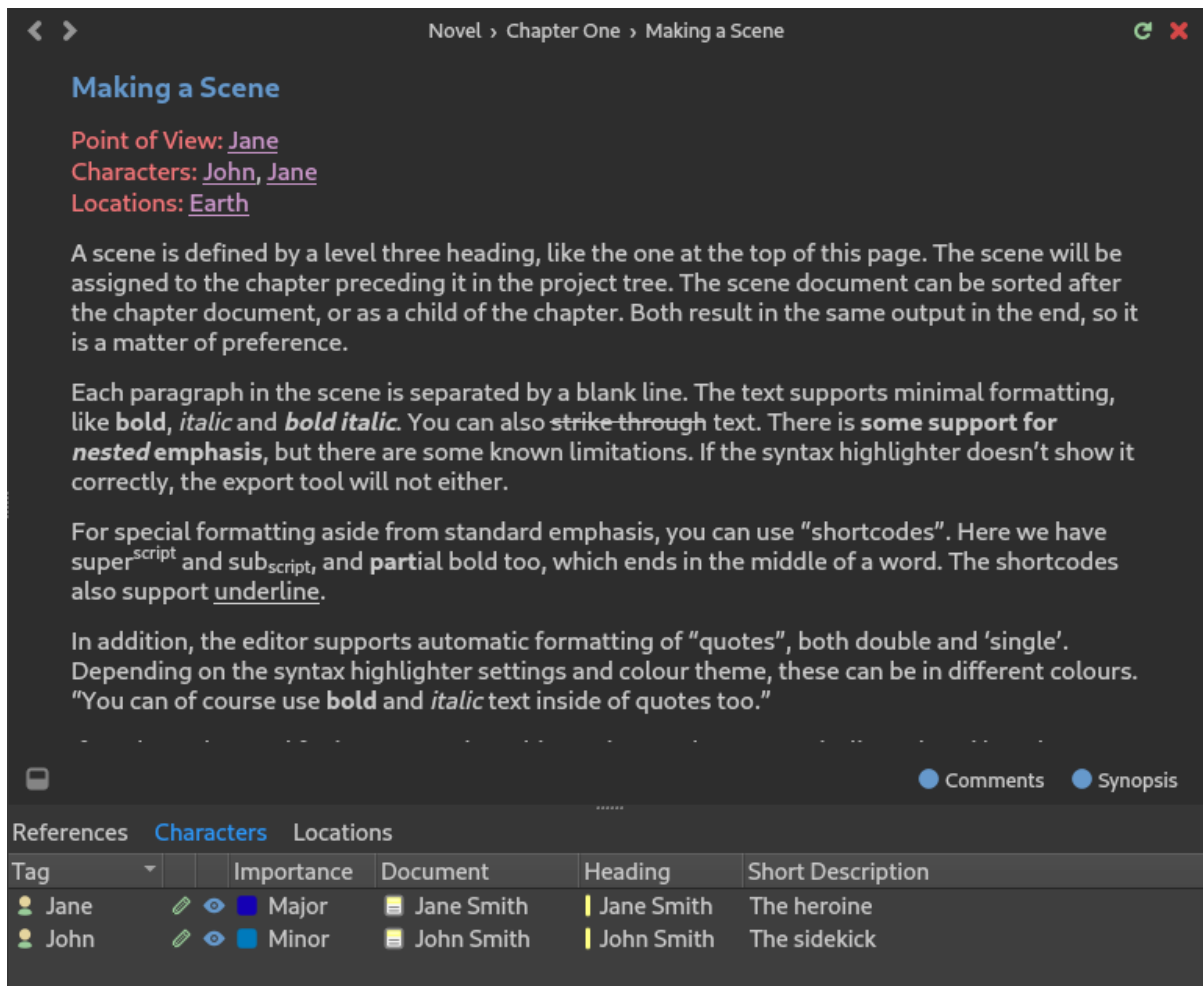 Novel › Chapter One › Making a Scene
Making a Scene
Point of View: Jane
Characters: John, Jane
Locations: Earth
A scene is defined by a level three heading, like the one at the top of this page. The scene will be
assigned to the chapter preceding it in the project tree. The scene document can be sorted after
the chapter document, or as a child of the chapter. Both result in the same output in the end, so it
is a matter of preference.
Each paragraph in the scene is separated by a blank line. The text supports minimal formatting,
like bold, italic and bold italic. You can also strike through text. There is some support for
nested emphasis, but there are some known limitations. If the syntax highlighter doesn’t show it
correctly, the export tool will not either.
For special formatting aside from standard emphasis, you can use “shortcodes”. Here we have
superscript and subscript, and partial bold too, which ends in the middle of a word. The shortcodes
also support underline.
In addition, the editor supports automatic formatting of “quotes”, both double and ‘single’.
Depending on the syntax highlighter settings and colour theme, these can be in different colours.
“You can of course use bold and italic text inside of quotes too.”
Comments Synopsis
References Characters Locations
Tag Importance Document Heading Short Description
Jane Major Jane Smith Jane Smith The heroine
John Minor John Smith John Smith The sidekick